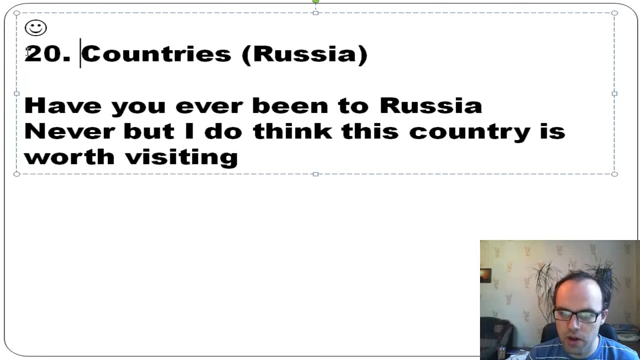 20. Countries (Russia)
Have you ever been to Russia
Never but I do think this country is
worth visiting